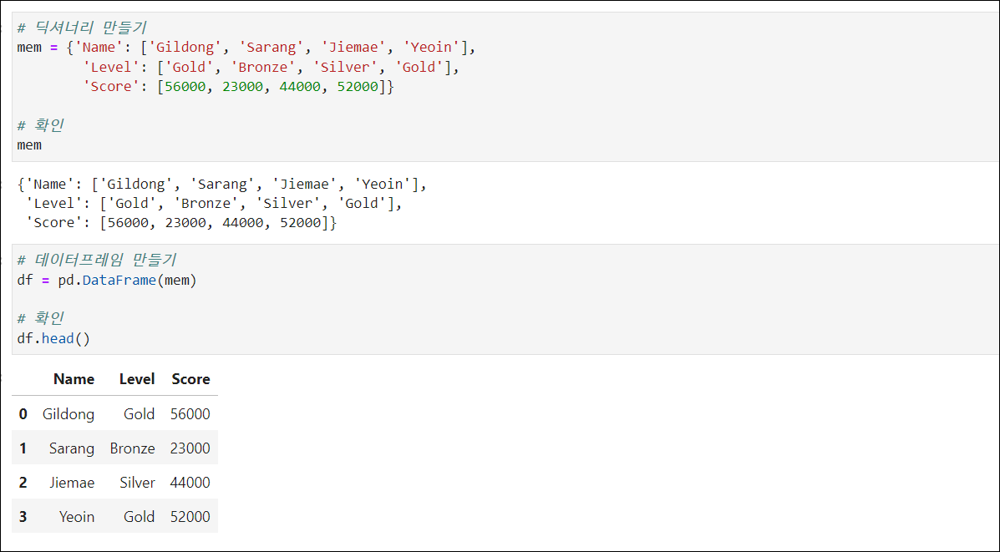 # 딕셔너리 만들기
mem = {'Name': ['Gildong', 'Sarang', 'Jiemae', 'Yeoin'],
        'Level': ['Gold', 'Bronze', 'Silver', 'Gold'],
        'Score': [56000, 23000, 44000, 52000]}
# 확인
mem
{'Name': ['Gildong', 'Sarang', 'Jiemae', 'Yeoin'],
 'Level': ['Gold', 'Bronze', 'Silver', 'Gold'],
 'Score': [56000, 23000, 44000, 52000]}
# 데이터프레임 만들기
df = pd.DataFrame(mem)
# 확인
df.head()
Name Level Score
0 Gildong Gold 56000
1 Sarang Bronze 23000
2 Jiemae Silver 44000
3 Yeoin Gold 52000